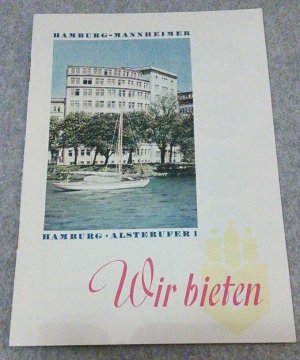 HAMBURG-MANNHEIMER
HAMBURG · ALSTERUFER 1
Wir bieten